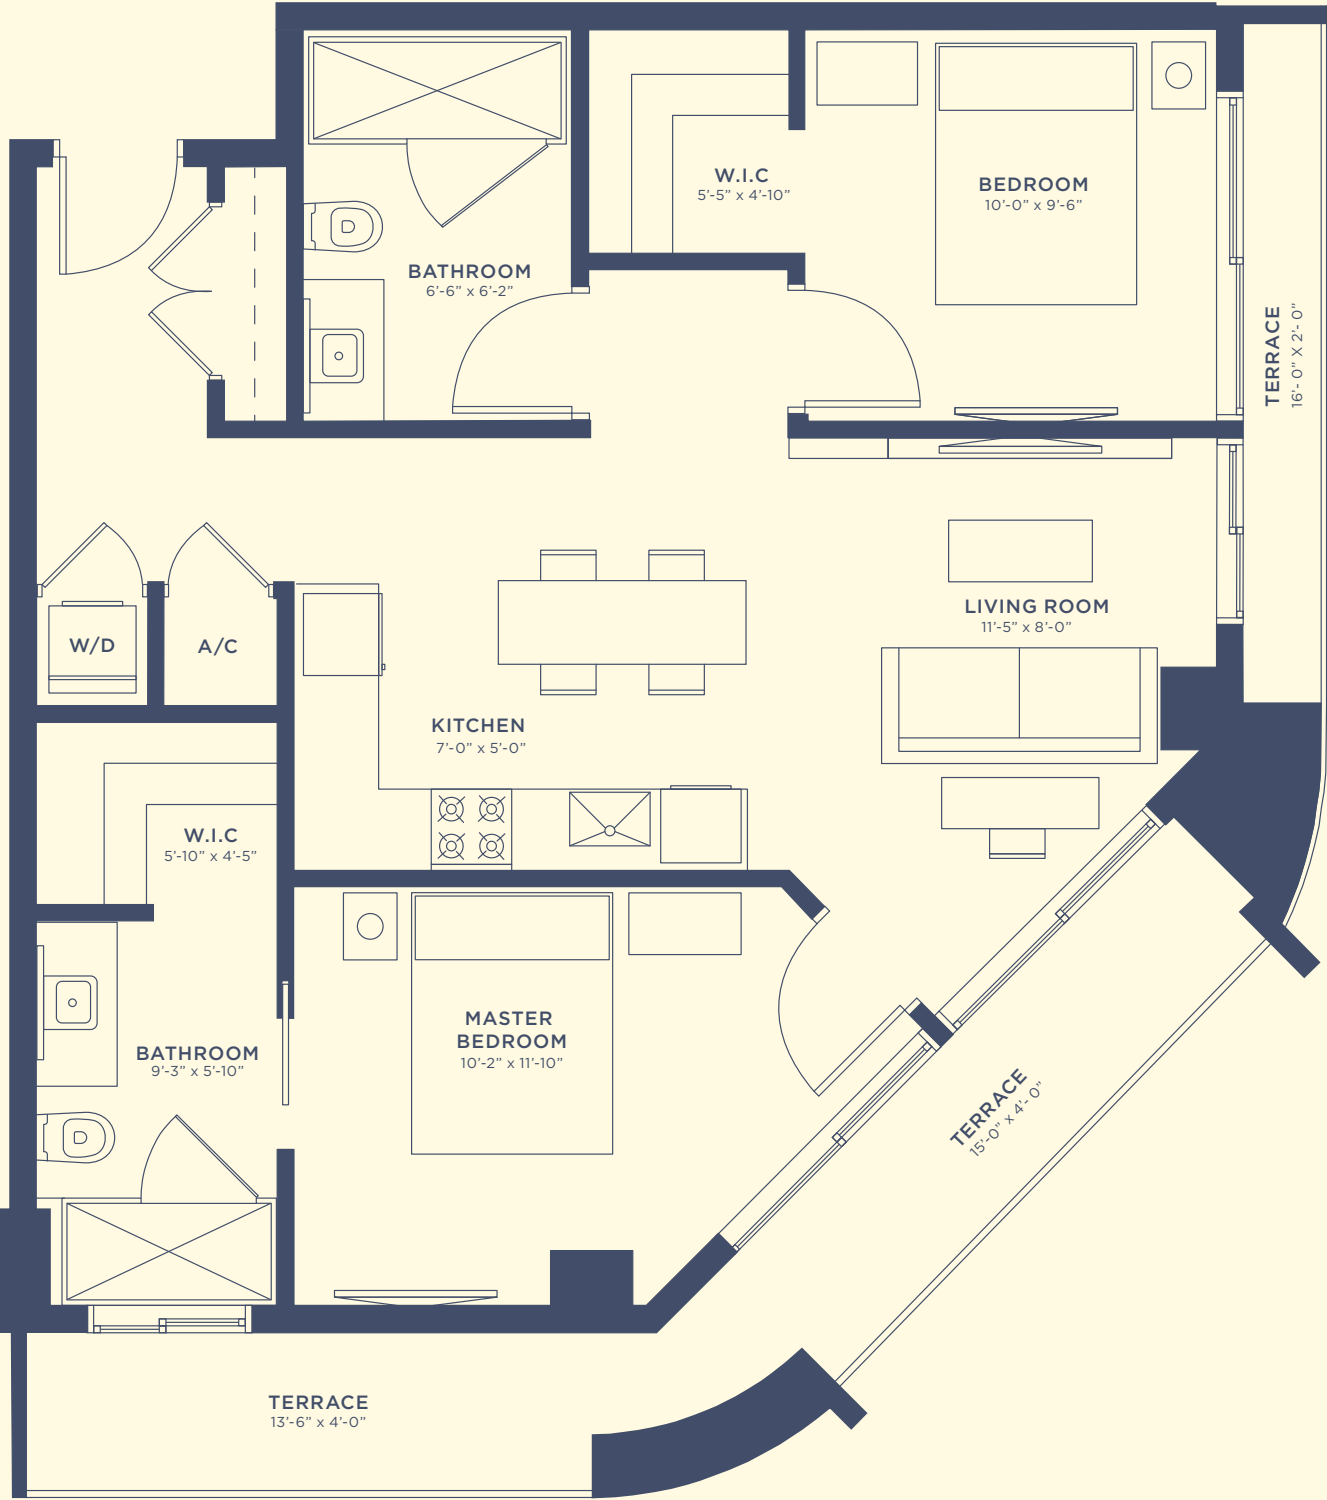 W.I.C
5'-5" x 4'-10"
BEDROOM
10'-0" x 9'-6"
BATHROOM
6'-6" x 6'-2"
TERRACE
16'- 0" X 2'- 0"
LIVING ROOM
11'-5" x 8'-0"
W/D
A/C
KITCHEN
7'-0" x 5'-0"
W.I.C
5'-10" x 4'-5"
MASTER
BEDROOM
10'-2" x 11'-10"
BATHROOM
9'-3" x 5'-10"
TERRACE
15'-0" x 4'- 0"
TERRACE
13'-6" x 4'-0"